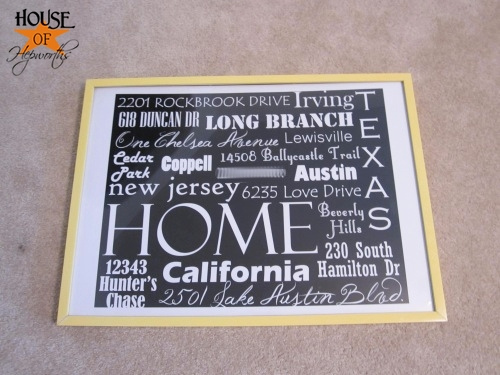 HOUSE
OF
Hepworths
2201 ROCKBROOK DRIVE Irving
618 DUNCAN DR LONG BRANCH
TEXAS
One Chelsea Avenue Lewisville
Cedar Park
Coppell
14508 Ballycastle Trail
Austin
new jersey 6235 Love Drive
HOME
Beverly Hills
12343 Hunter's Chase
California
230 South Hamilton Dr
2501 Lake Austin Blvd.